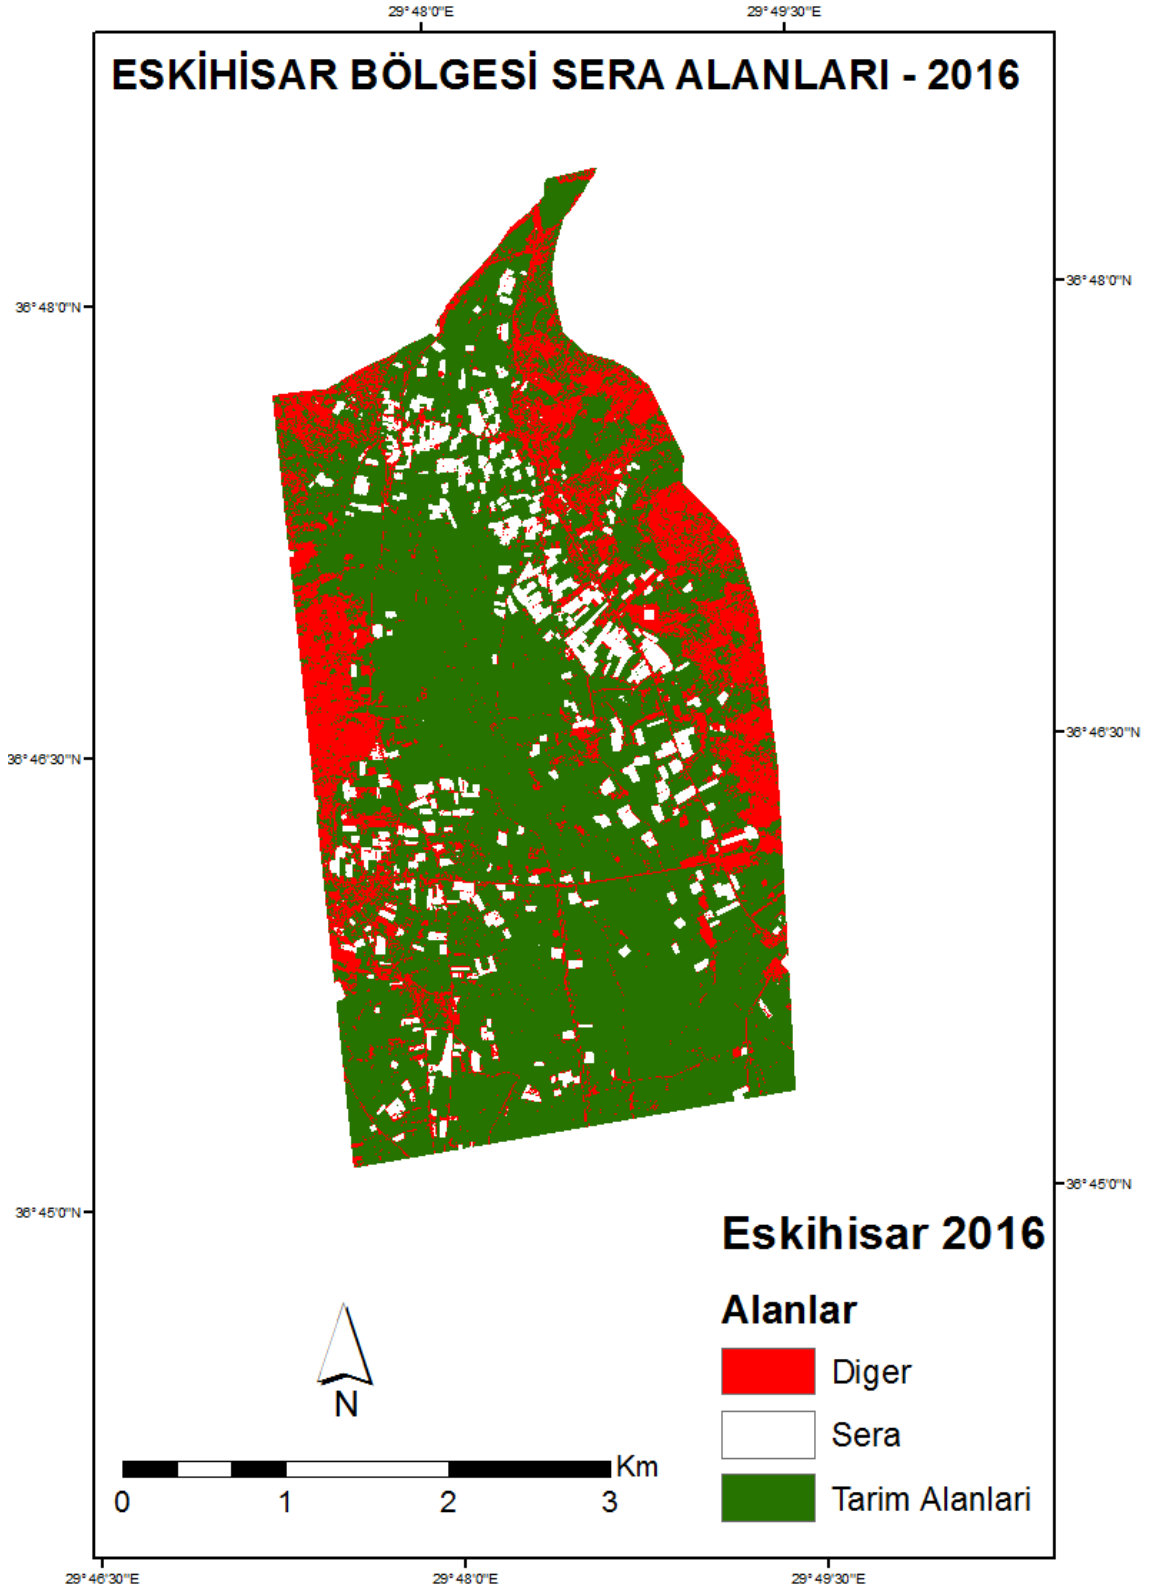 29°48'0"E
29°49'30"E
ESKİHİSAR BÖLGESİ SERA ALANLARI - 2016
36°48'0"N
36°48'0"N
36°46'30"N
36°46'30"N
36°45'0"N
36°45'0"N
Eskihisar 2016
Alanlar
Diger
Sera
Tarim Alanlari
N
Km
0 1 2 3
29°46'30"E
29°48'0"E
29°49'30"E